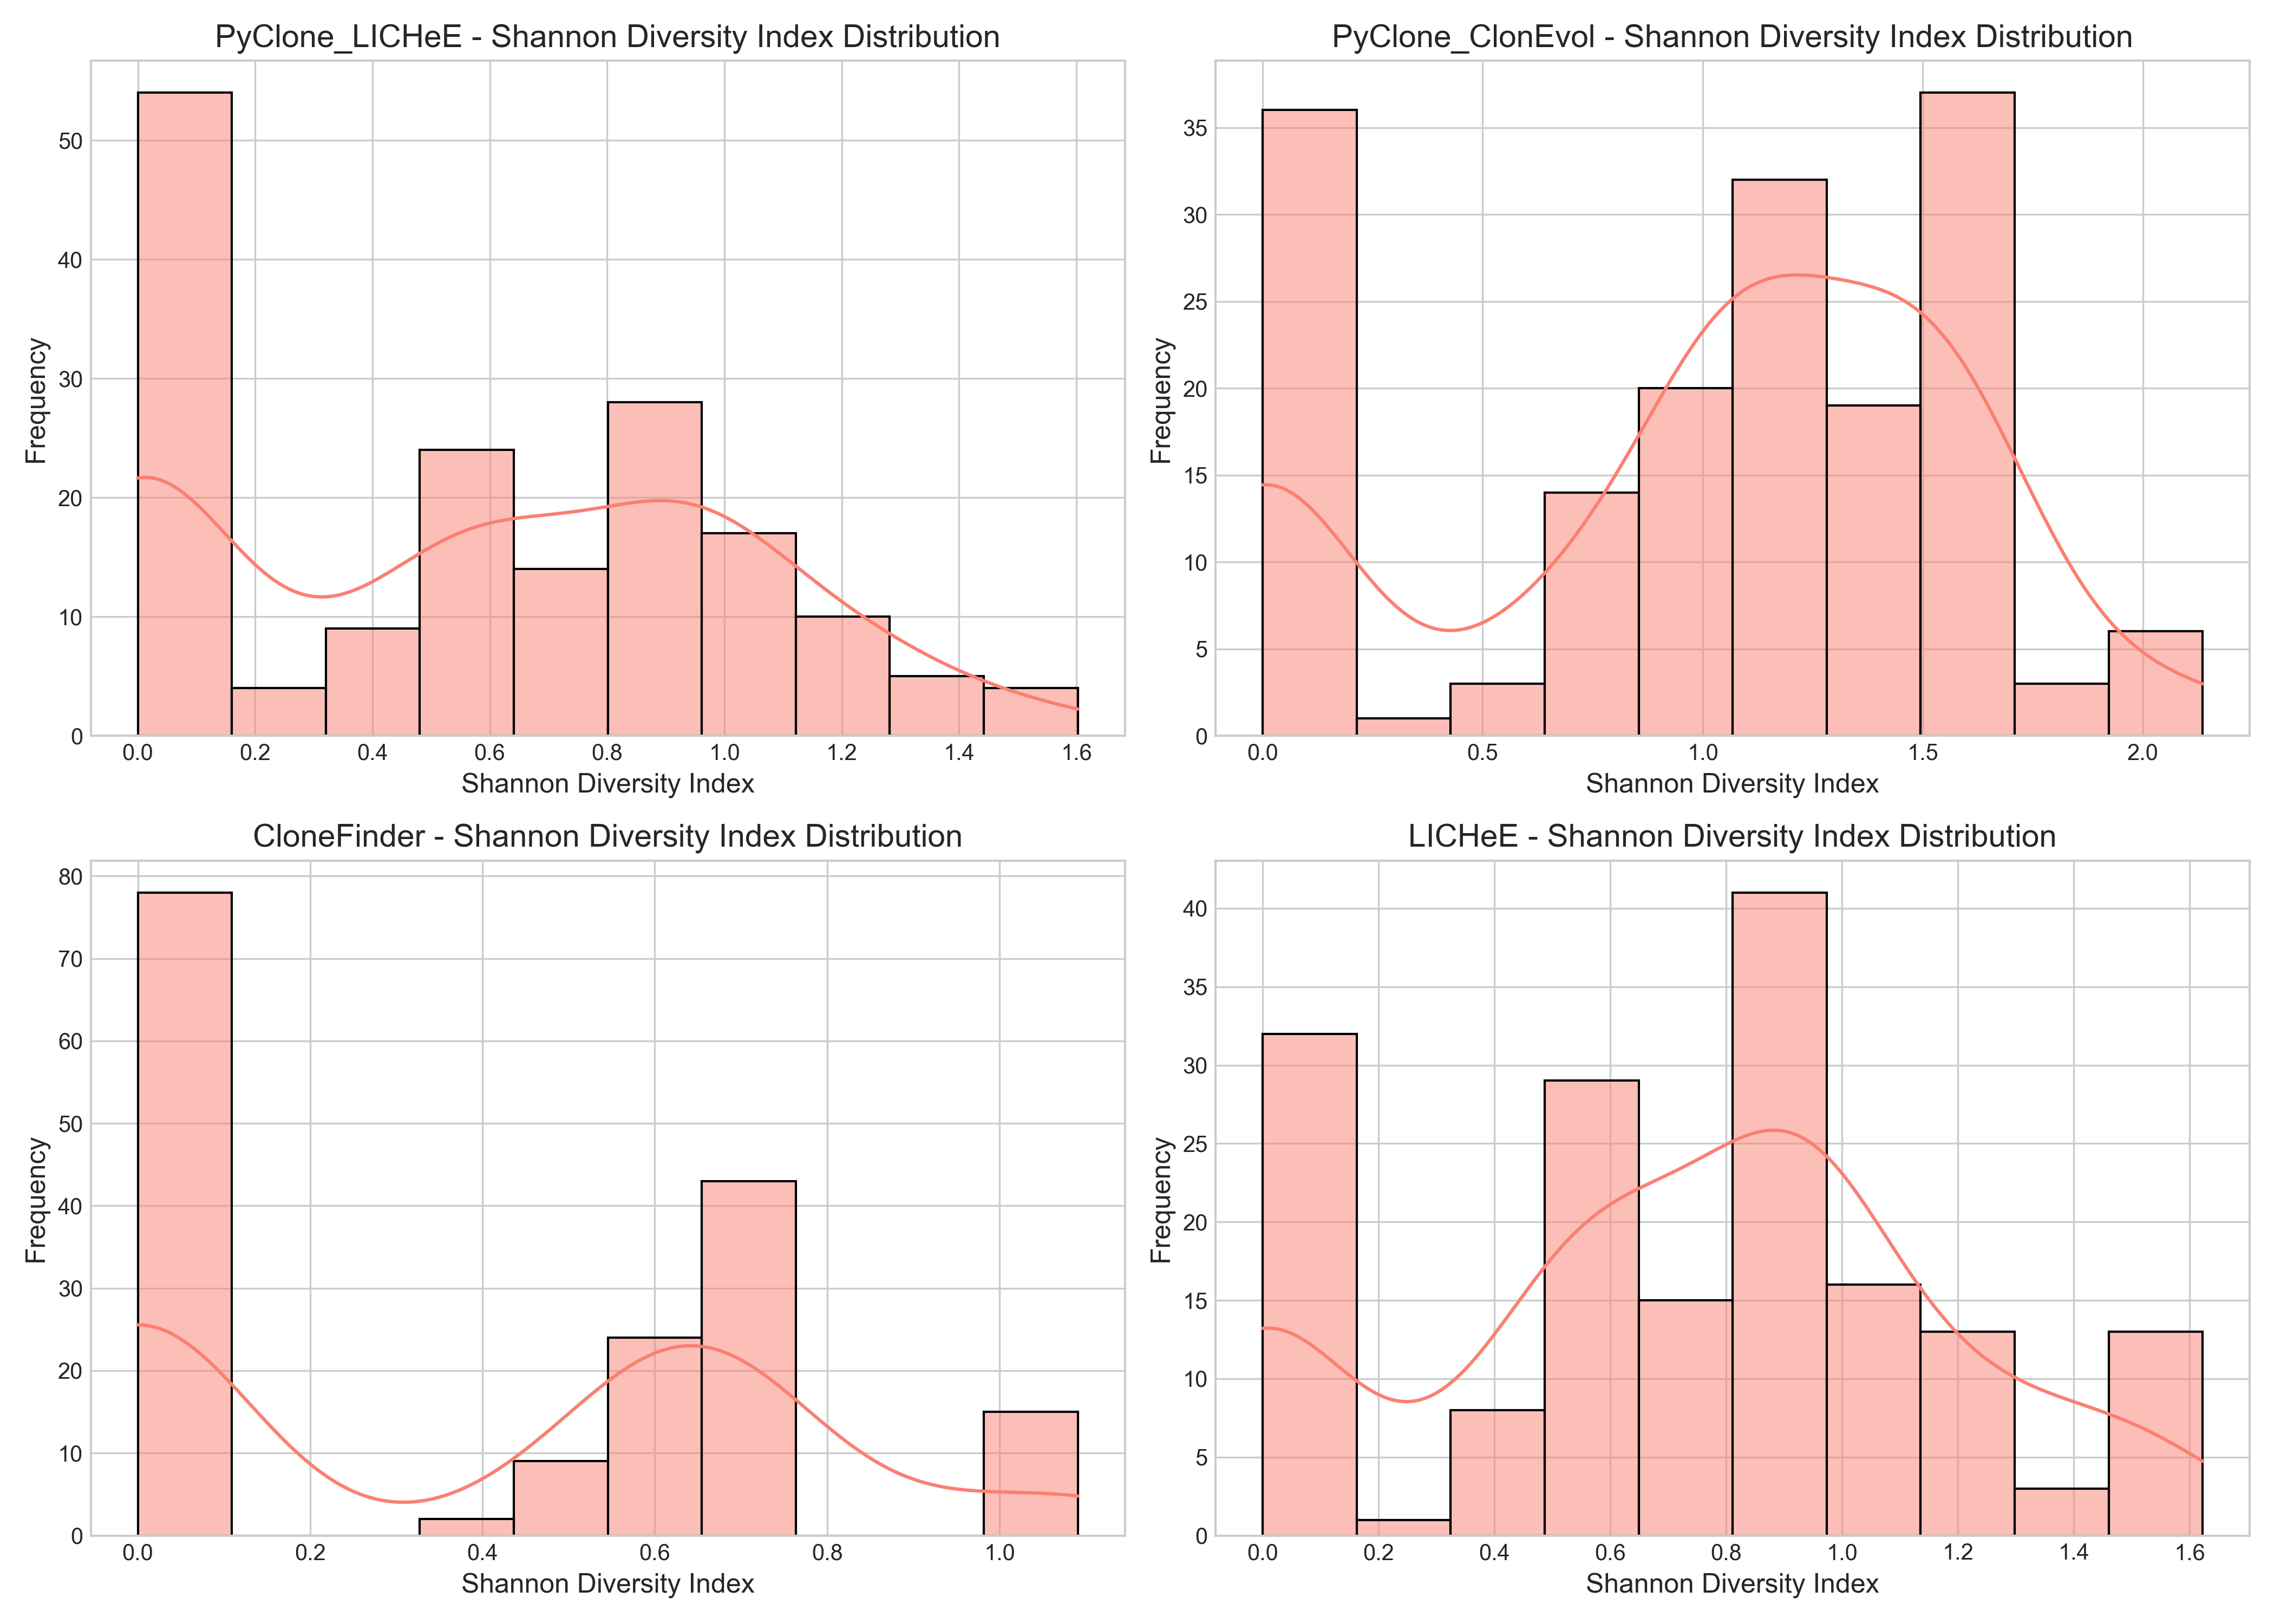 PyClone_LICHeE - Shannon Diversity Index Distribution
Frequency
50
40
30
20
10
0
0.0 0.2 0.4 0.6 0.8 1.0 1.2 1.4 1.6
Shannon Diversity Index
PyClone_ClonEvol - Shannon Diversity Index Distribution
Frequency
35
30
25
20
15
10
5
0
0.0 0.5 1.0 1.5 2.0
Shannon Diversity Index
CloneFinder - Shannon Diversity Index Distribution
Frequency
80
70
60
50
40
30
20
10
0
0.0 0.2 0.4 0.6 0.8 1.0
Shannon Diversity Index
LICHeE - Shannon Diversity Index Distribution
Frequency
40
35
30
25
20
15
10
5
0
0.0 0.2 0.4 0.6 0.8 1.0 1.2 1.4 1.6
Shannon Diversity Index